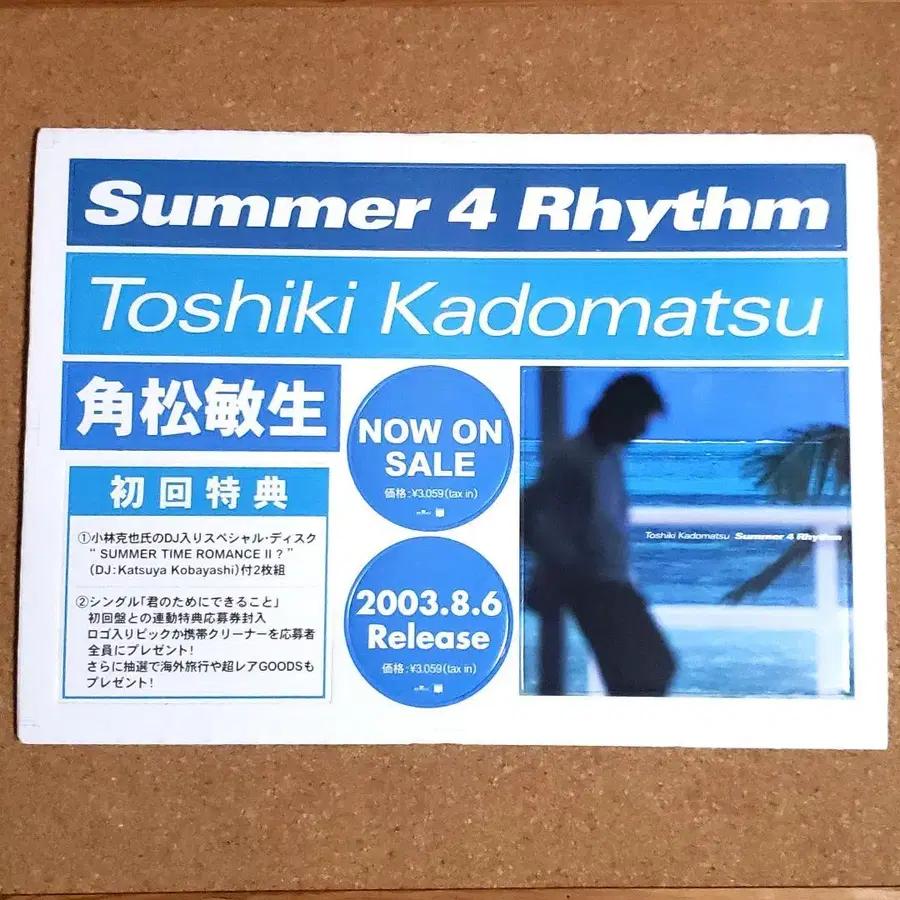 Summer 4 Rhythm
Toshiki Kadomatsu
角松敏生
初回特典
①小林克也氏のDJ入りスペシャル・ディスク
“ SUMMER TIME ROMANCE II ? ”
(DJ:Katsuya Kobayashi)付2枚組
②シングル「君のためにできること」
初回盤との連動特典応募券封入
ロゴ入りピックか携帯クリーナーを応募者
全員にプレゼント!
さらに抽選で海外旅行や超レアGOODSも
プレゼント!
NOW ON
SALE
価格:¥3.059(tax in)
2003.8.6
Release
価格:¥3.059(tax in)
Toshiki Kadomatsu Summer 4 Rhythm